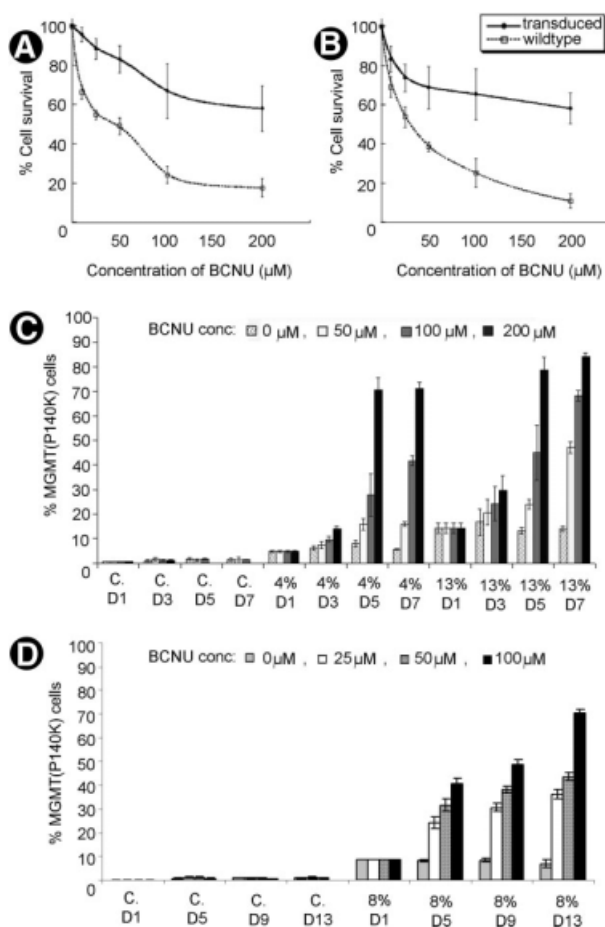 A
% Cell survival
100
80
60
40
20
0
50
100
150
200
Concentration of BCNU (µM)
B
transduced
wildtype
% Cell survival
100
80
60
40
20
0
50
100
150
200
Concentration of BCNU (µM)
C
BCNU conc: 0 µM , 50 µM , 100 µM , 200 µM
% MGMT(P140K) cells
100
90
80
70
60
50
40
30
20
10
C. C. C. C. 4% 4% 4% 4% 13% 13% 13% 13%
D1 D3 D5 D7 D1 D3 D5 D7 D1 D3 D5 D7
D
BCNU conc: 0µM , 25µM , 50µM , 100µM
% MGMT(P140K) cells
100
90
80
70
60
50
40
30
20
10
C. C. C. C. 8% 8% 8% 8%
D1 D5 D9 D13 D1 D5 D9 D13